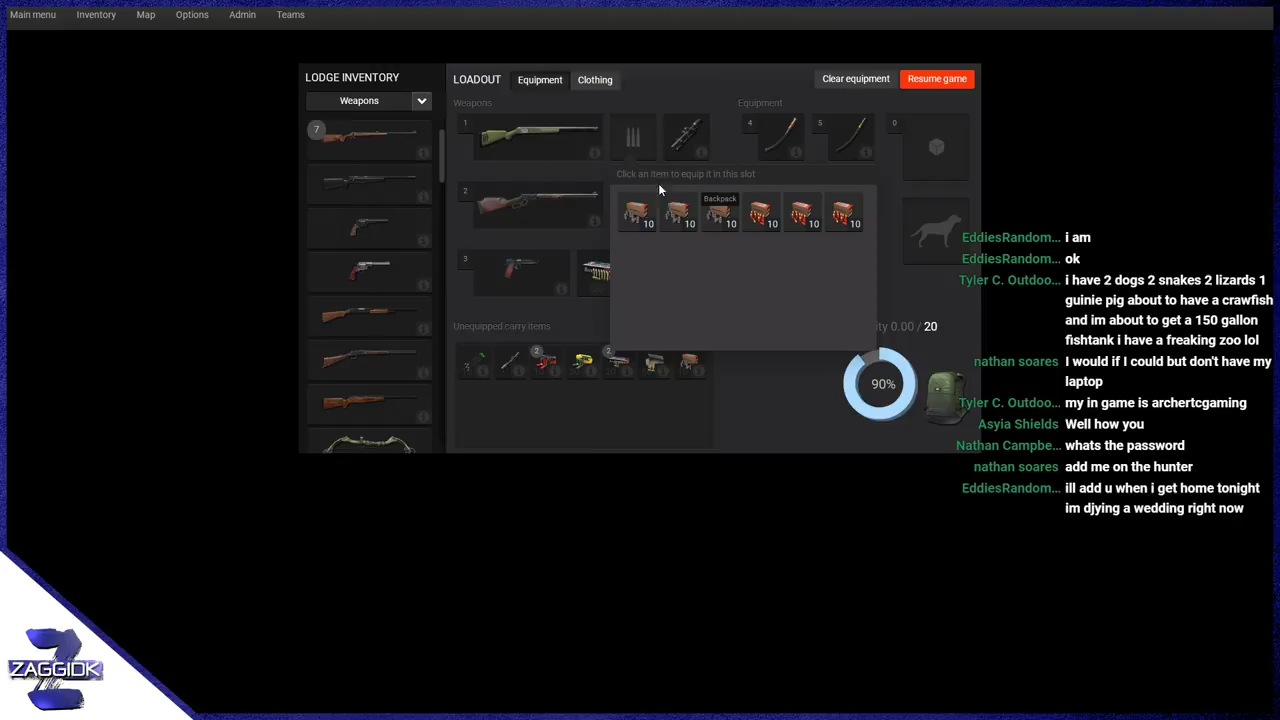 Main menu Inventory Map Options Admin Teams
LODGE INVENTORY
Weapons
7
LOADOUT Equipment Clothing
Clear equipment Resume game
Weapons
Equipment
1
4
5
0
Click an item to equip it in this slot
2
Backpack
10 10 10 10 10 10
3
Unequipped carry items
ity 0.00 / 20
2
2
90%
EddiesRandom... i am
EddiesRandom... ok
Tyler C. Outdoo... i have 2 dogs 2 snakes 2 lizards 1
guinie pig about to have a crawfish
and im about to get a 150 gallon
fishtank i have a freaking zoo lol
nathan soares I would if I could but don't have my
laptop
Tyler C. Outdoo... my in game is archertcgaming
Asyia Shields Well how you
Nathan Campbe... whats the password
nathan soares add me on the hunter
EddiesRandom... ill add u when i get home tonight
im djying a wedding right now
ZAGGIDK